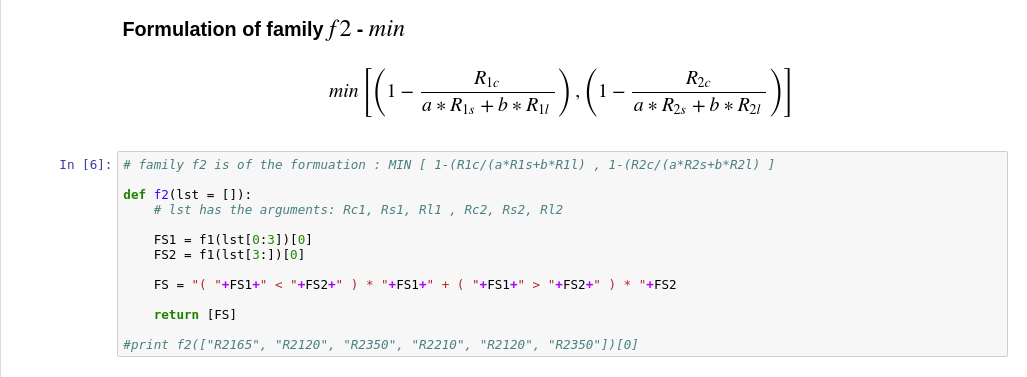 Formulation of family f2 - min
min [ ( 1 − R1c / (a ∗ R1s + b ∗ R1l) ) , ( 1 − R2c / (a ∗ R2s + b ∗ R2l) ) ]
In [6]: # family f2 is of the formuation : MIN [ 1-(R1c/(a*R1s+b*R1l) , 1-(R2c/(a*R2s+b*R2l) ]
def f2(lst = []):
    # lst has the arguments: Rc1, Rs1, Rl1 , Rc2, Rs2, Rl2
    FS1 = f1(lst[0:3])[0]
    FS2 = f1(lst[3:])[0]
    FS = "( "+FS1+" < "+FS2+" ) * "+FS1+" + ( "+FS1+" > "+FS2+" ) * "+FS2
    return [FS]
#print f2(["R2165", "R2120", "R2350", "R2210", "R2120", "R2350"])[0]